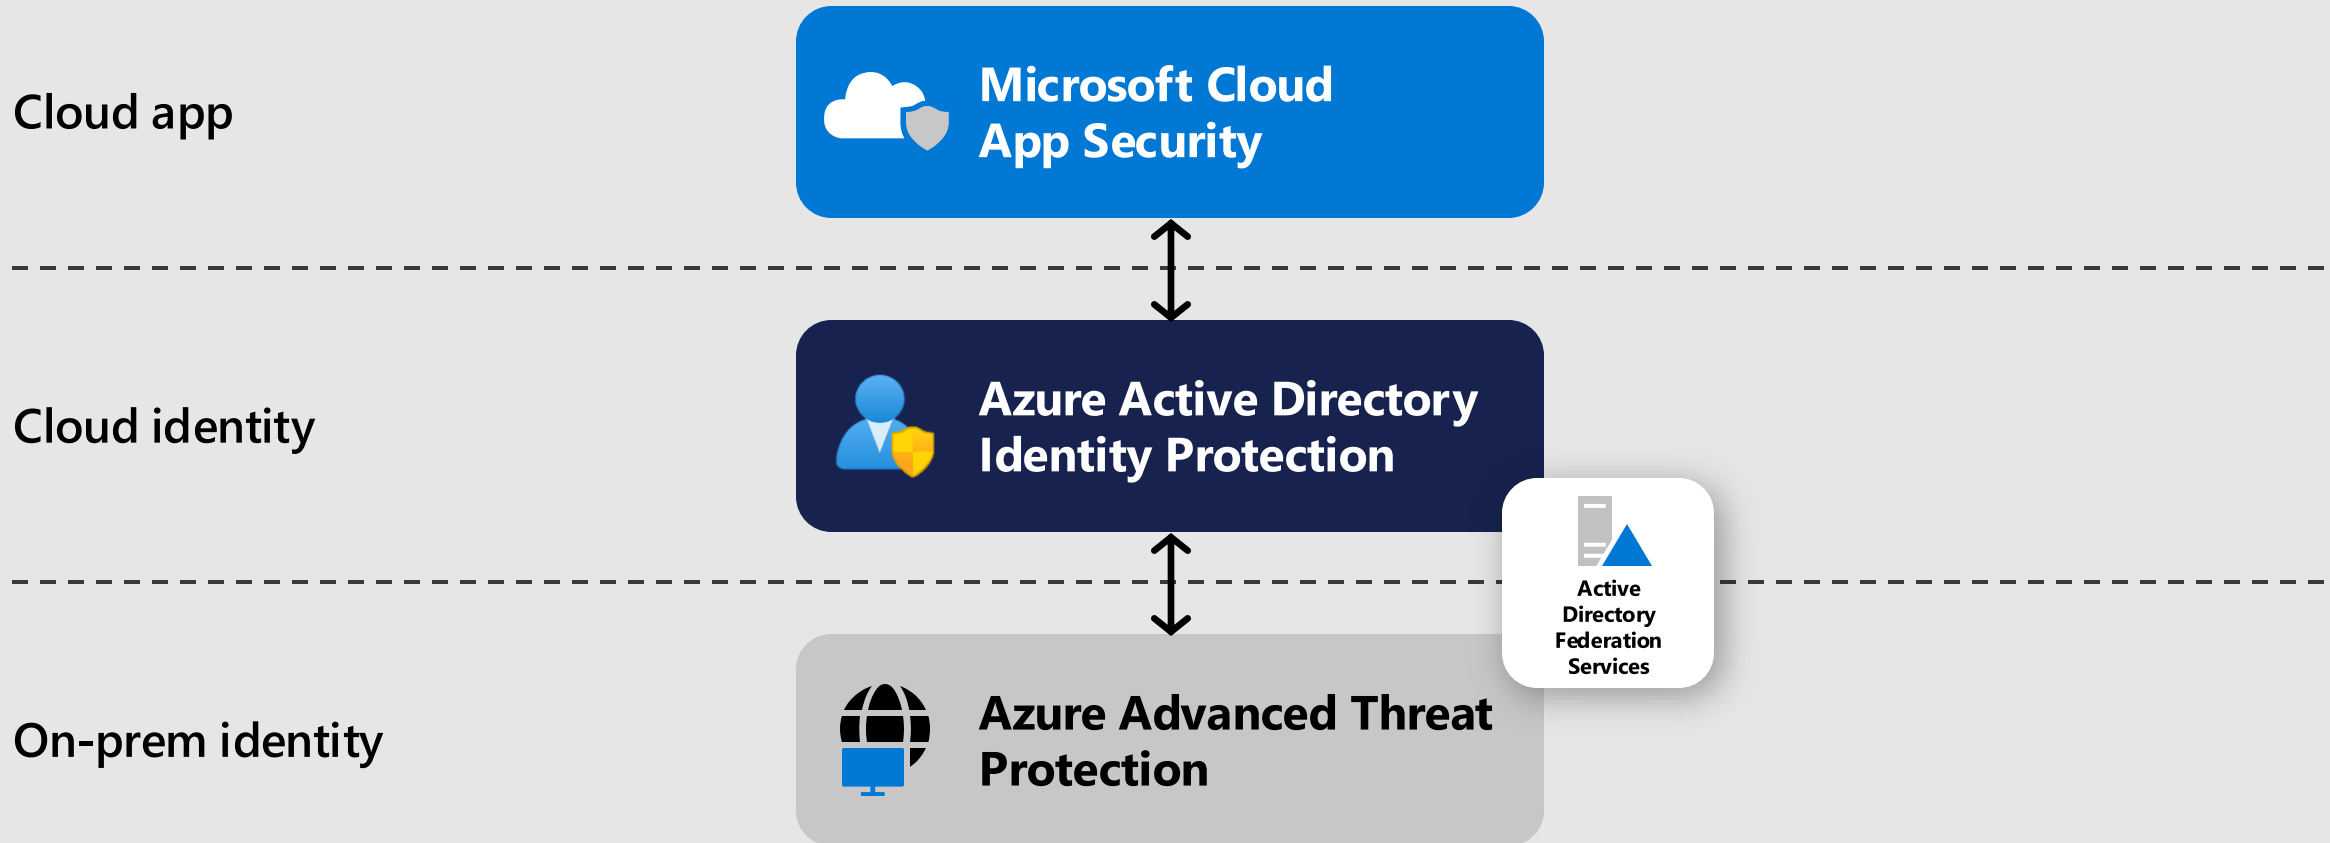 Cloud app
Microsoft Cloud
App Security
Cloud identity
Azure Active Directory
Identity Protection
Active
Directory
Federation
Services
On-prem identity
Azure Advanced Threat
Protection